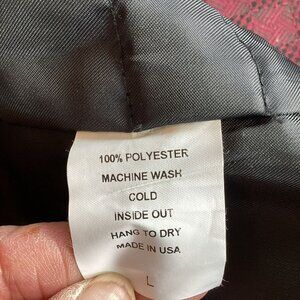 100% POLYESTER
MACHINE WASH
COLD
INSIDE OUT
HANG TO DRY
MADE IN USA
L